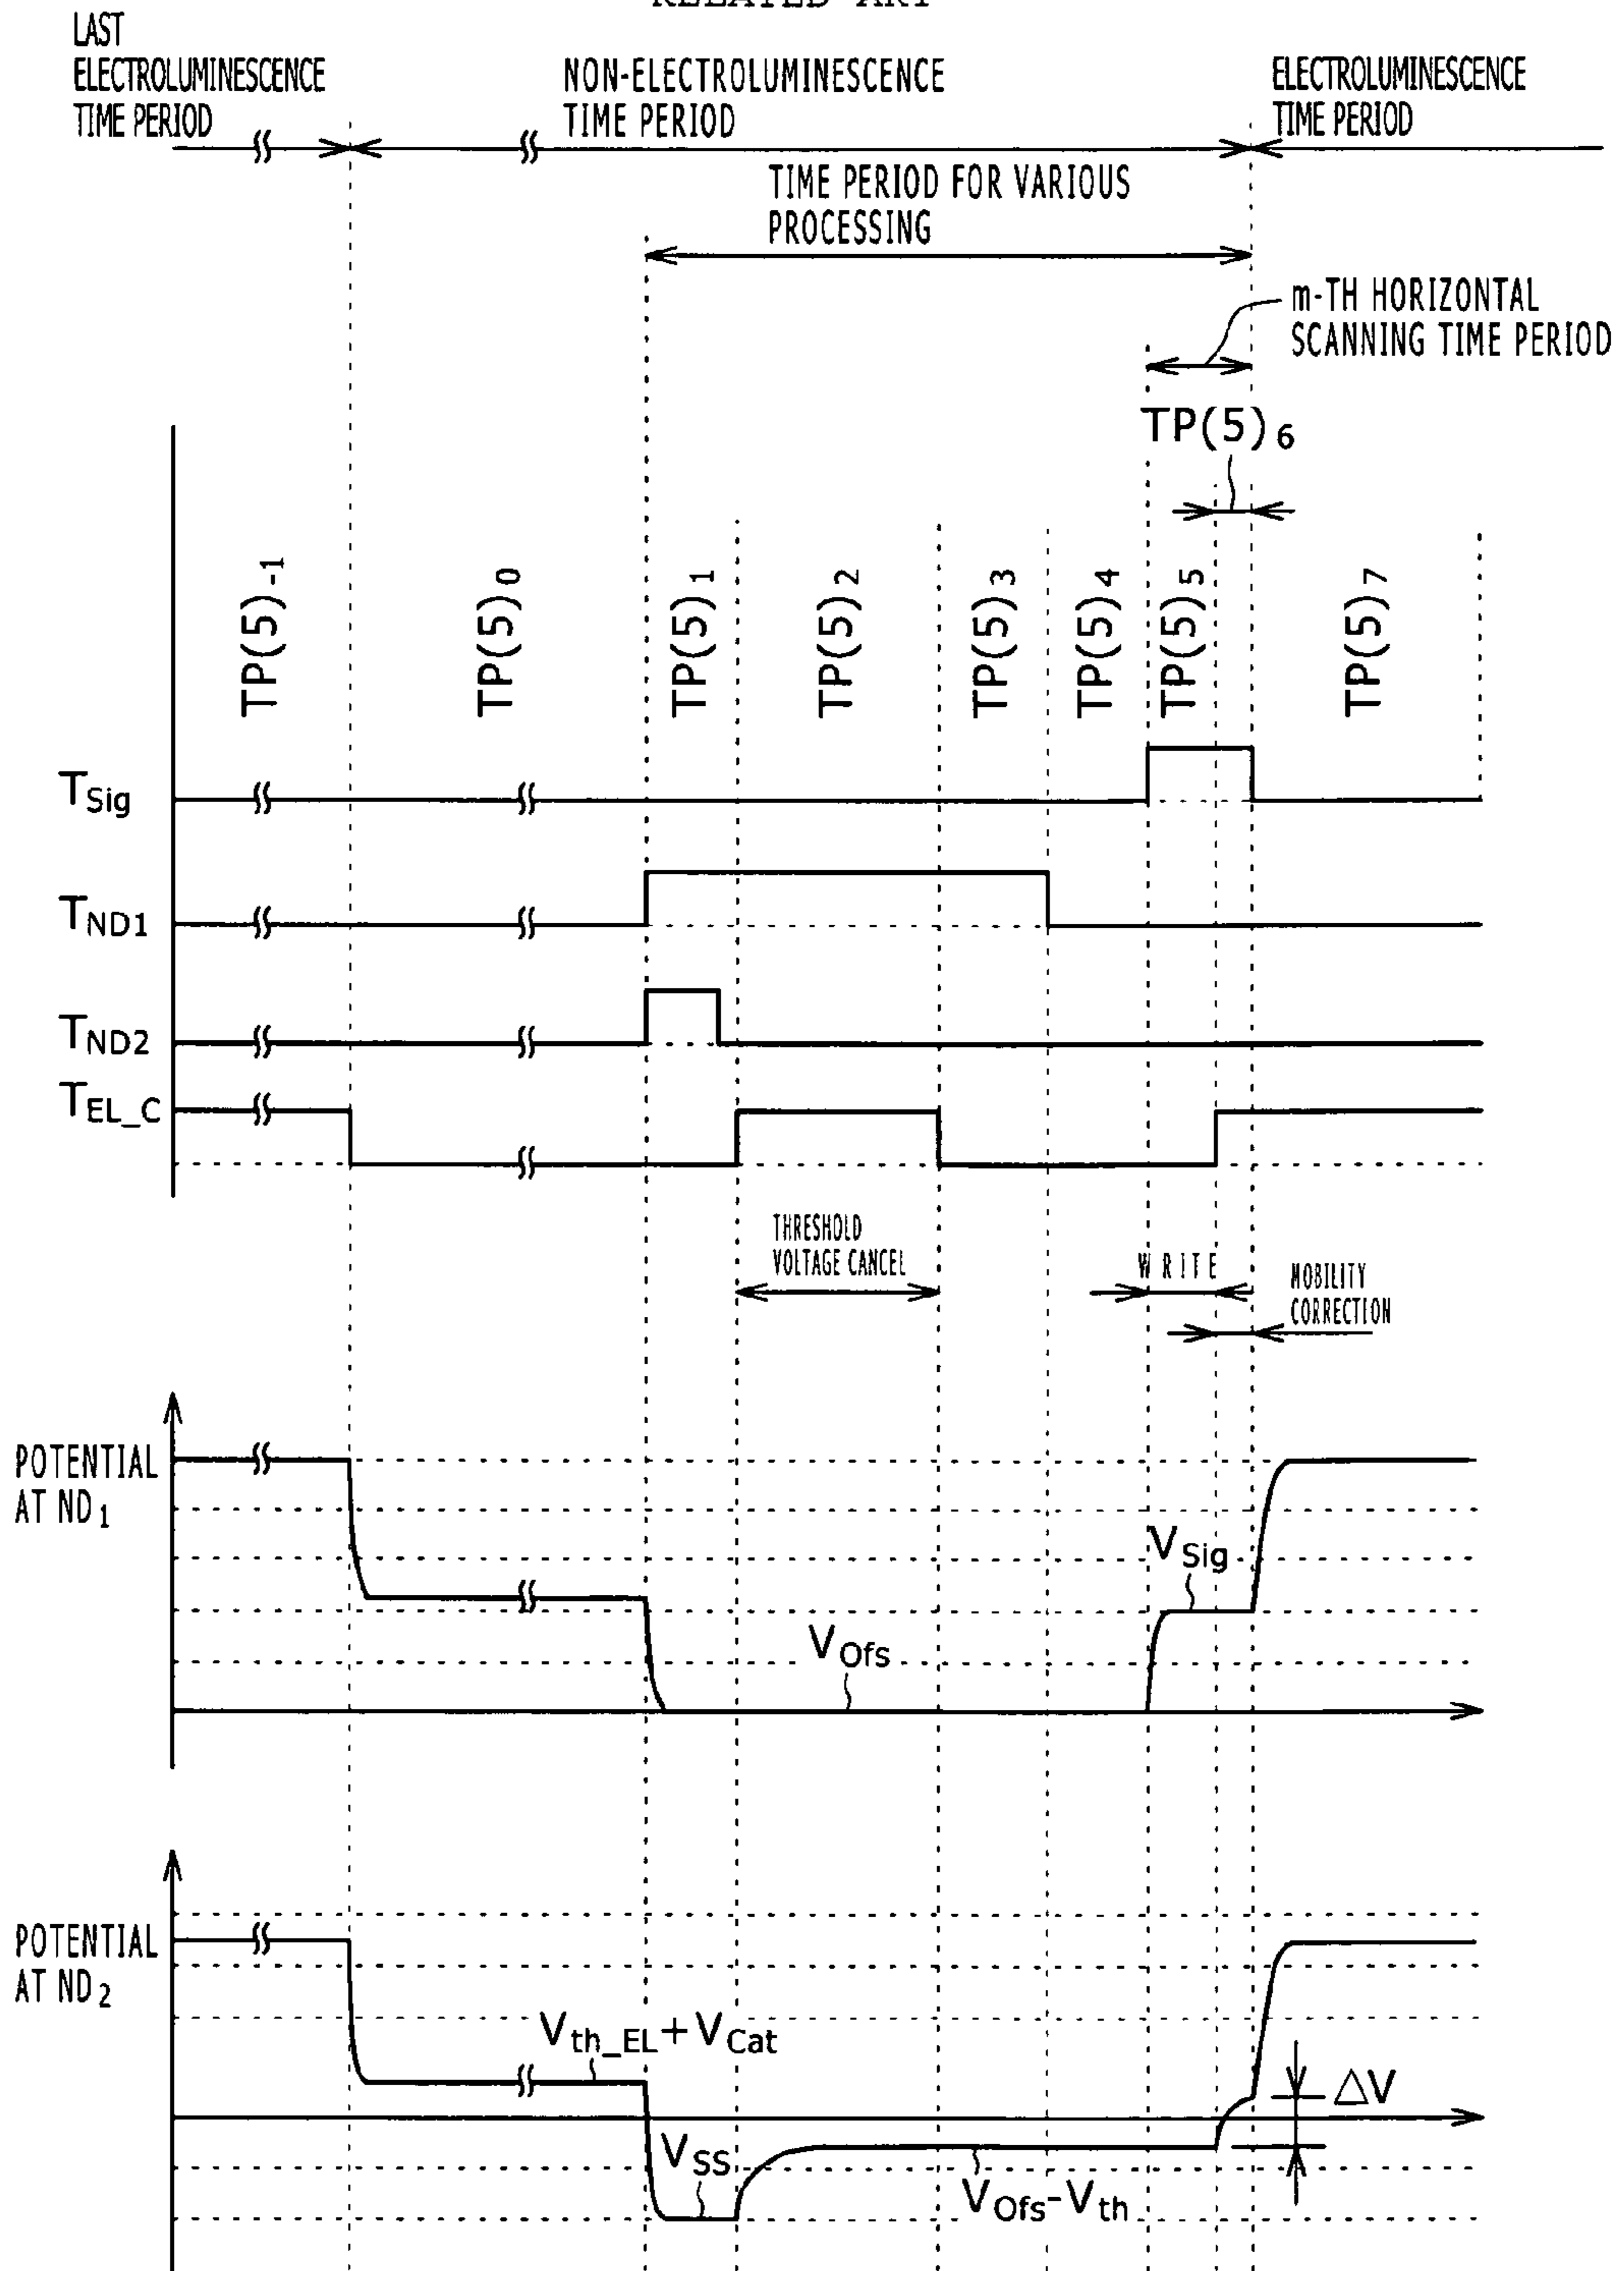 RELATED ART
LAST
ELECTROLUMINESCENCE
TIME PERIOD
NON-ELECTROLUMINESCENCE
TIME PERIOD
ELECTROLUMINESCENCE
TIME PERIOD
TIME PERIOD FOR VARIOUS
PROCESSING
m-TH HORIZONTAL
SCANNING TIME PERIOD
TP(5)6
TP(5)-1
TP(5)0
TP(5)1
TP(5)2
TP(5)3
TP(5)4
TP(5)5
TP(5)7
TSig
TND1
TND2
TEL_C
THRESHOLD
VOLTAGE CANCEL
WRITE
MOBILITY
CORRECTION
POTENTIAL
AT ND1
VSig
VOfs
POTENTIAL
AT ND2
Vth_EL+VCat
△V
VSS
VOfs-Vth